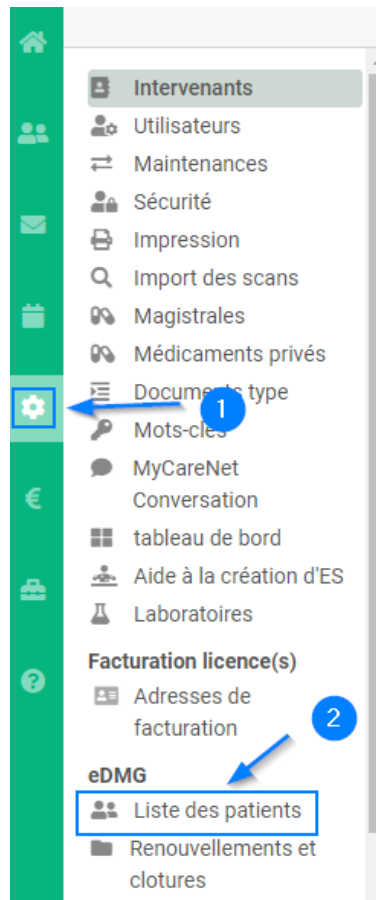 Intervenants
Utilisateurs
Maintenances
Sécurité
Impression
Import des scans
Magistrales
Médicaments privés
Documents type
1
Mots-clés
MyCareNet
Conversation
tableau de bord
Aide à la création d'ES
Laboratoires
Facturation licence(s)
Adresses de
facturation
2
eDMG
Liste des patients
Renouvellements et
clotures